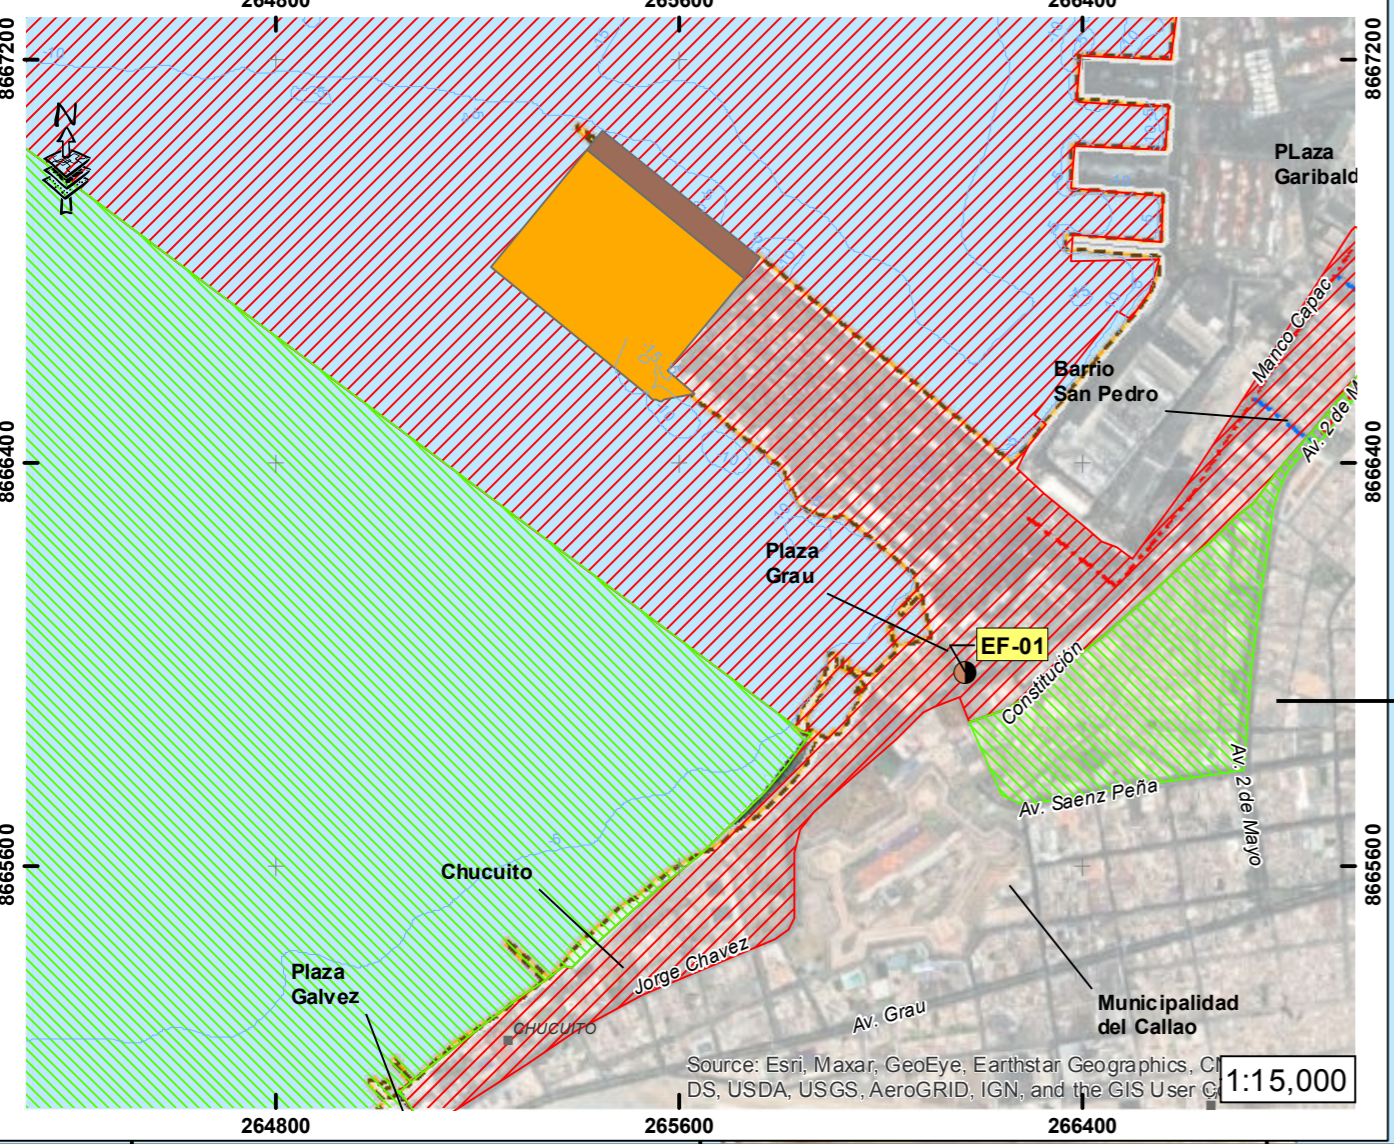 264800
265600
266400
8667200
8667200
N
PLaza
Garibald
Manco Capac
Barrio
San Pedro
Av. 2 de M
8666400
8666400
Plaza
Grau
EF-01
Constitución
Av. Saenz Peña
Av. 2 de Mayo
8665600
8665600
Chucuito
Jorge Chavez
Plaza
Galvez
CHUCUITO
Av. Grau
Municipalidad
del Callao
Source: Esri, Maxar, GeoEye, Earthstar Geographics,
DS, USDA, USGS, AeroGRID, IGN, and the GIS User
1:15,000
264800
265600
266400